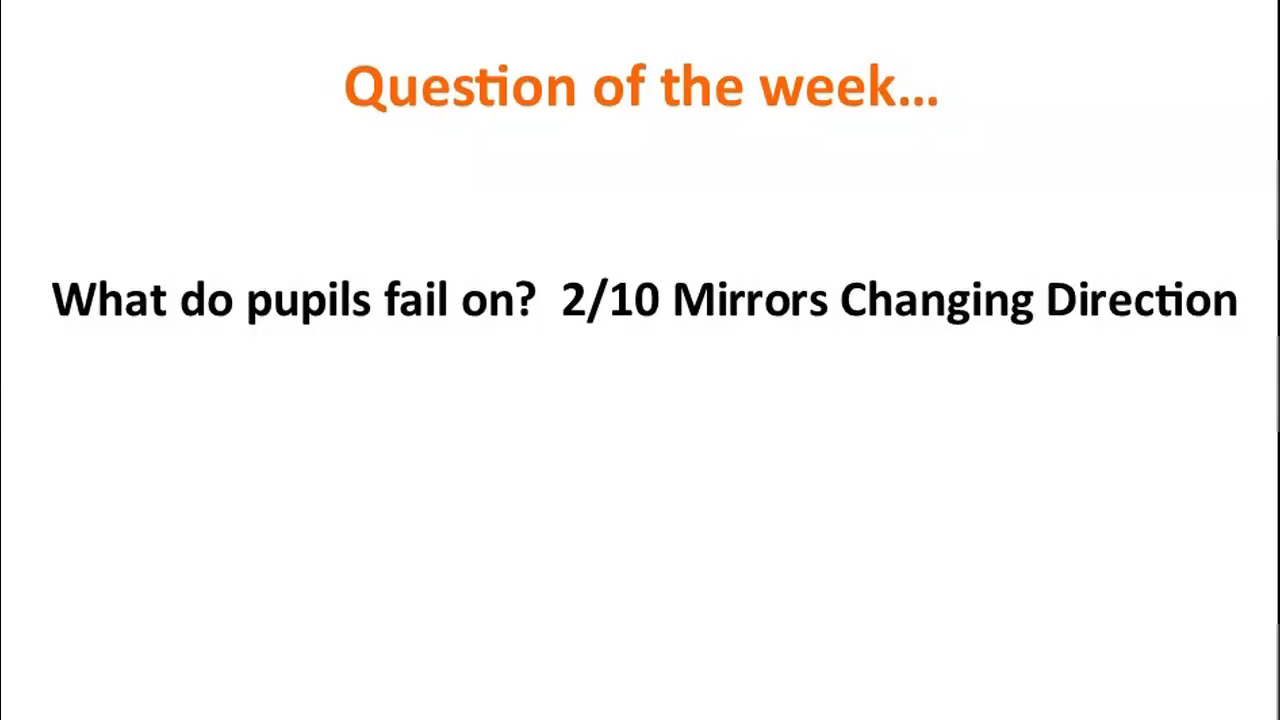 Question of the week...
What do pupils fail on?  2/10 Mirrors Changing Direction